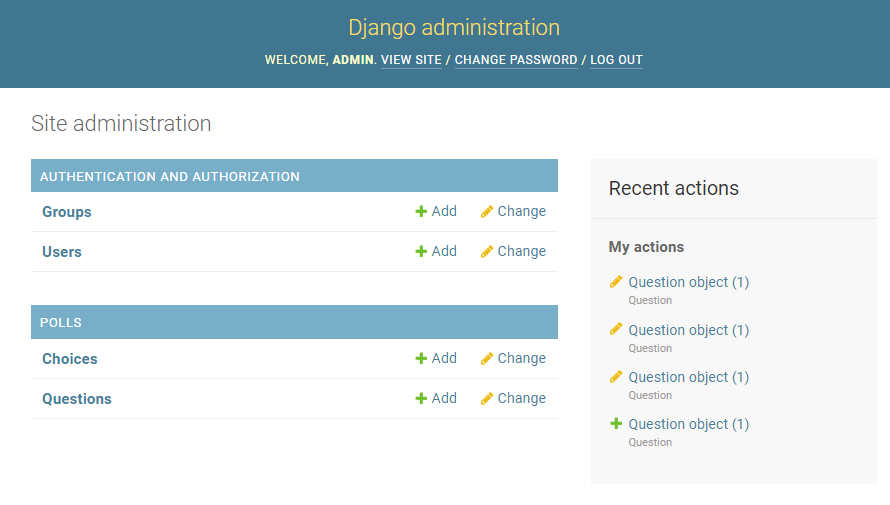 Django administration
WELCOME, ADMIN. VIEW SITE / CHANGE PASSWORD / LOG OUT
Site administration
AUTHENTICATION AND AUTHORIZATION
Groups Add Change
Users Add Change
POLLS
Choices Add Change
Questions Add Change
Recent actions
My actions
Question object (1)
Question
Question object (1)
Question
Question object (1)
Question
Question object (1)
Question